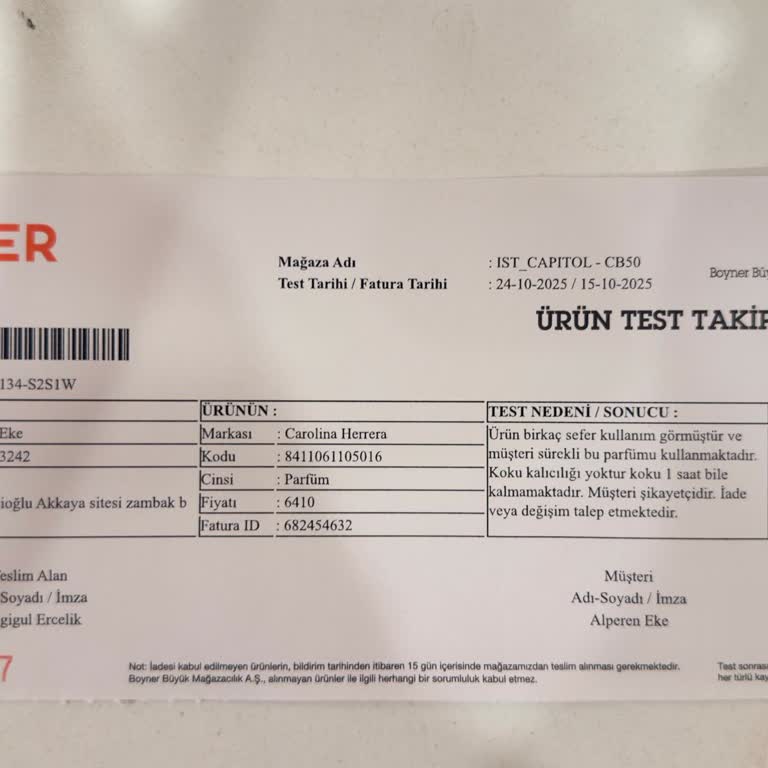 ER
Mağaza Adı : IST_CAPITOL - CB50
Test Tarihi / Fatura Tarihi : 24-10-2025 / 15-10-2025
Boyner Bü
ÜRÜN TEST TAKİP
134-S2S1W
ÜRÜNÜN :
TEST NEDENİ / SONUCU :
Eke
Markası : Carolina Herrera
3242
Kodu : 8411061105016
Cinsi : Parfüm
ioğlu Akkaya sitesi zambak b
Fiyatı : 6410
Fatura ID : 682454632
Ürün birkaç sefer kullanım görmüştür ve
müşteri sürekli bu parfümü kullanmaktadır.
Koku kalıcılığı yoktur koku 1 saat bile
kalmamaktadır. Müşteri şikayetçidir. İade
veya değişim talep etmektedir.
eslim Alan
Soyadı / İmza
gigul Ercelik
Müşteri
Adı-Soyadı / İmza
Alperen Eke
7
Not: İadesi kabul edilmeyen ürünlerin, bildirim tarihinden itibaren 15 gün içerisinde mağazamızdan teslim alınması gerekmektedir.
Boyner Büyük Mağazacılık A.Ş., alınmayan ürünler ile ilgili herhangi bir sorumluluk kabul etmez.
Test sonras
her türlü kay